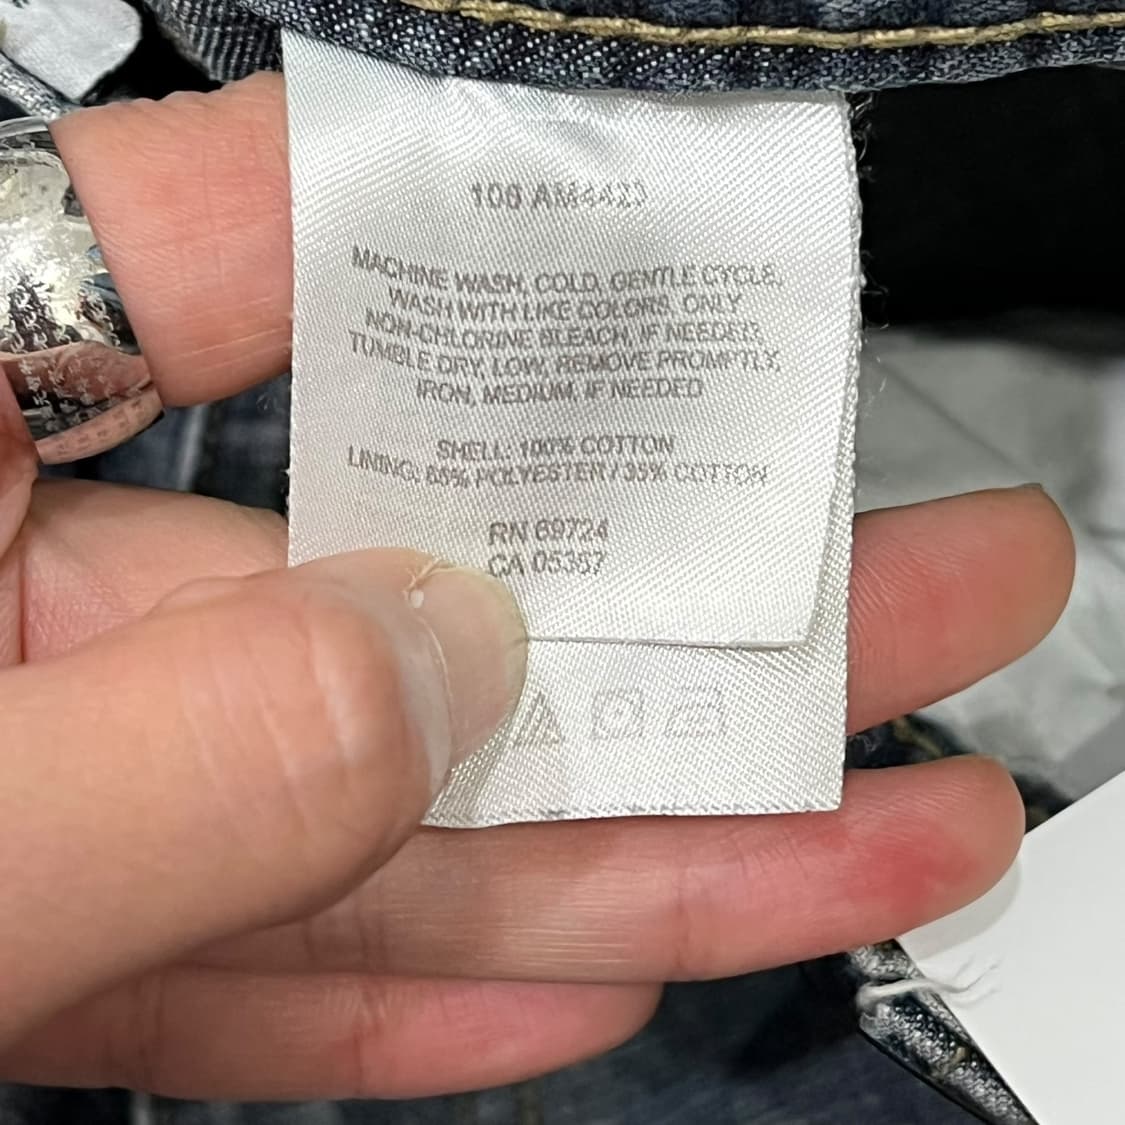 MACHINE WASH, COLD, GENTLE CYCLE,
WASH WITH LIKE COLORS, ONLY
NON-CHLORINE BLEACH, IF NEEDED,
TUMBLE DRY, LOW, REMOVE PROMPTLY,
IRON, MEDIUM, IF NEEDED
SHELL: 100% COTTON
LINING: 65% POLYESTER / 35% COTTON
RN 69724
CA 05367